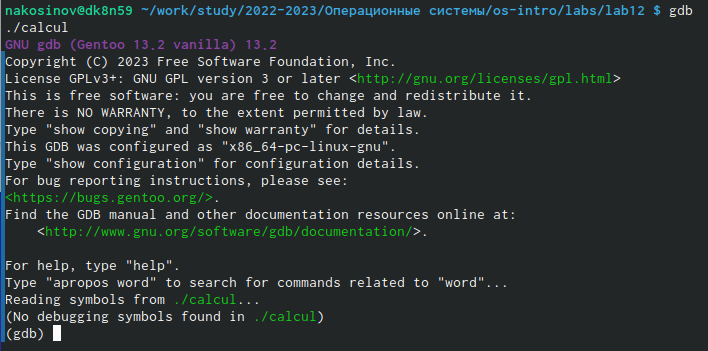 nakosinov@dk8n59 ~/work/study/2022-2023/Операционные системы/os-intro/labs/lab12 $ gdb
./calcul
GNU gdb (Gentoo 13.2 vanilla) 13.2
Copyright (C) 2023 Free Software Foundation, Inc.
License GPLv3+: GNU GPL version 3 or later <http://gnu.org/licenses/gpl.html>
This is free software: you are free to change and redistribute it.
There is NO WARRANTY, to the extent permitted by law.
Type "show copying" and "show warranty" for details.
This GDB was configured as "x86_64-pc-linux-gnu".
Type "show configuration" for configuration details.
For bug reporting instructions, please see:
<https://bugs.gentoo.org/>.
Find the GDB manual and other documentation resources online at:
    <http://www.gnu.org/software/gdb/documentation/>.

For help, type "help".
Type "apropos word" to search for commands related to "word"...
Reading symbols from ./calcul...
(No debugging symbols found in ./calcul)
(gdb)